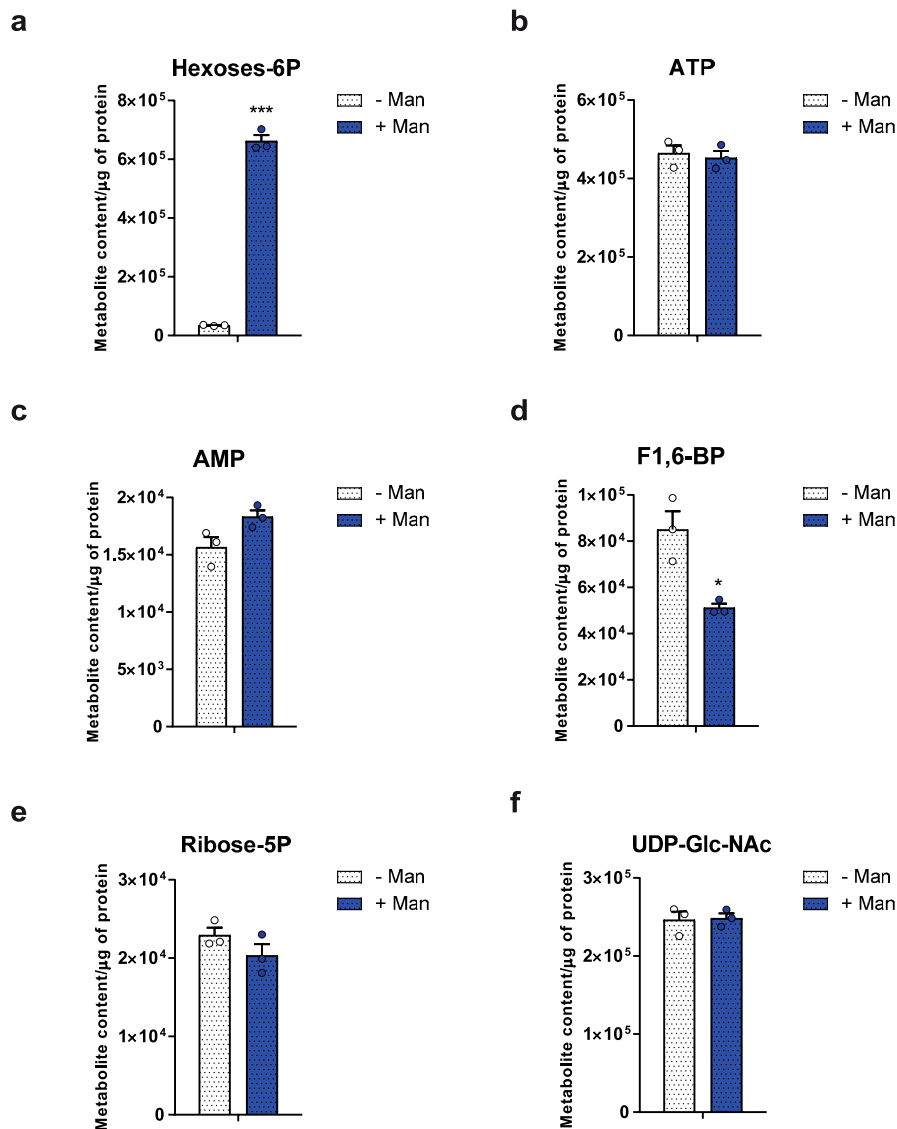 a
Hexoses-6P
Metabolite content/µg of protein
8×10⁵
6×10⁵
4×10⁵
2×10⁵
0
***
- Man
+ Man
b
ATP
Metabolite content/µg of protein
6×10⁵
4×10⁵
2×10⁵
0
- Man
+ Man
c
AMP
Metabolite content/µg of protein
2×10⁴
1.5×10⁴
1×10⁴
5×10³
0
- Man
+ Man
d
F1,6-BP
Metabolite content/µg of protein
1×10⁵
8×10⁴
6×10⁴
4×10⁴
2×10⁴
0
*
- Man
+ Man
e
Ribose-5P
Metabolite content/µg of protein
3×10⁴
2×10⁴
1×10⁴
0
- Man
+ Man
f
UDP-Glc-NAc
Metabolite content/µg of protein
3×10⁵
2×10⁵
1×10⁵
0
- Man
+ Man